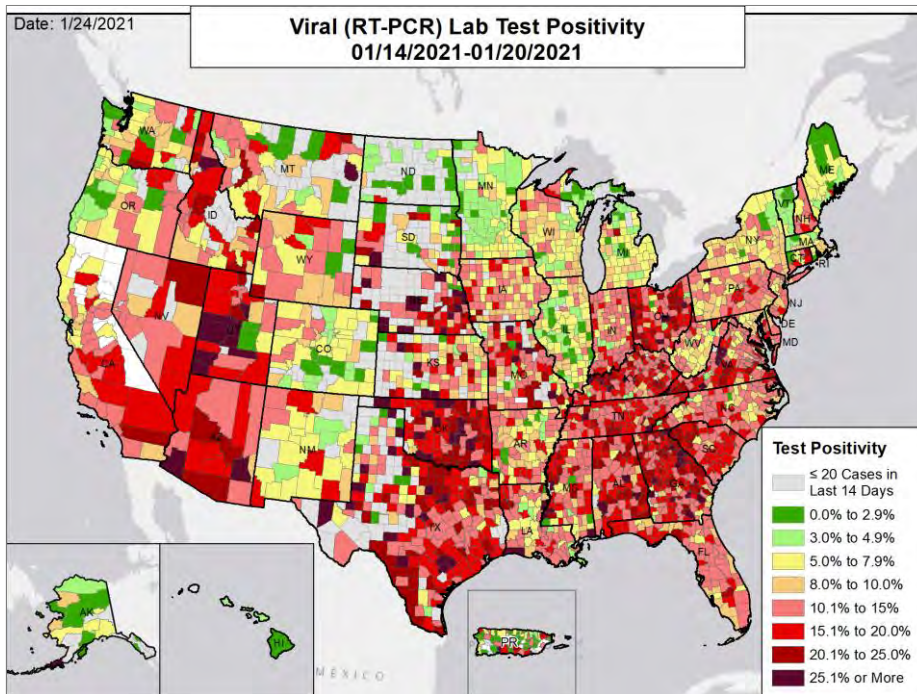 Date: 1/24/2021
Viral (RT-PCR) Lab Test Positivity
01/14/2021-01/20/2021
WA
MT
ND
MN
ME
OR
ID
SD
WI
MI
VT
NH
NY
MA
CT
RI
WY
IA
PA
NJ
NE
NV
UT
CO
IL
IN
OH
DE
MD
WV
CA
KS
MO
KY
VA
AZ
NM
OK
AR
TN
NC
SC
TX
LA
MS
AL
GA
FL
AK
HI
PR
MÉXICO
Test Positivity
≤ 20 Cases in
Last 14 Days
0.0% to 2.9%
3.0% to 4.9%
5.0% to 7.9%
8.0% to 10.0%
10.1% to 15%
15.1% to 20.0%
20.1% to 25.0%
25.1% or More